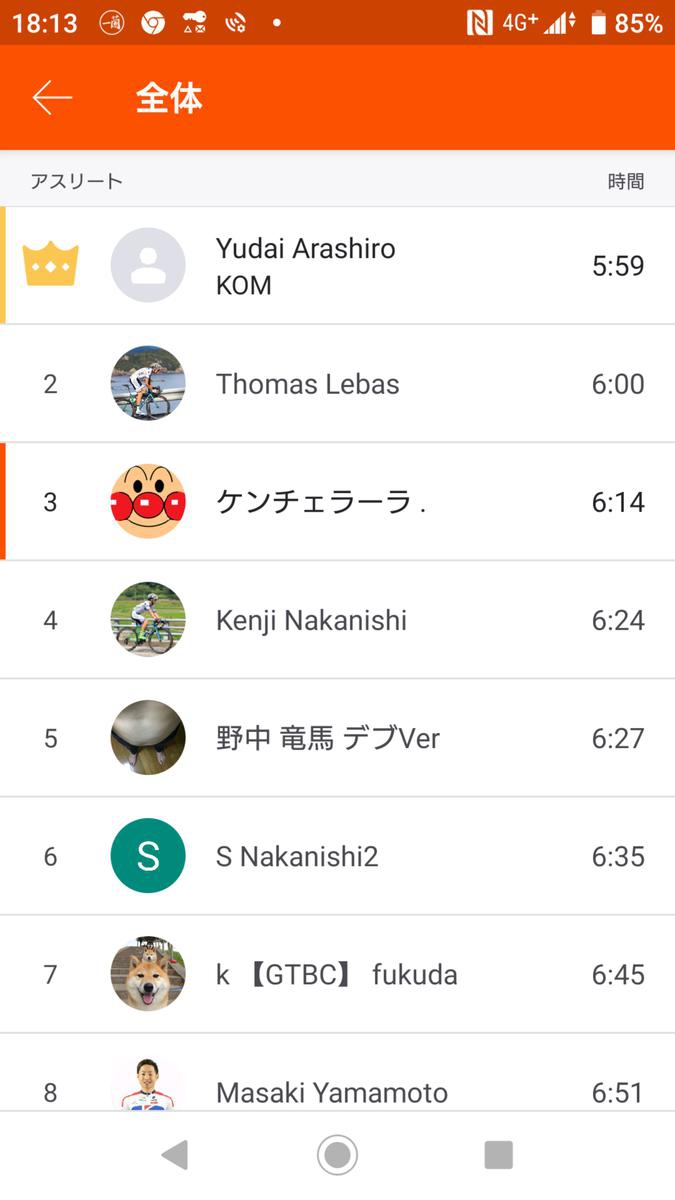 18:13 4G+ 85%
全体
アスリート 時間
Yudai Arashiro
KOM
5:59
2 Thomas Lebas 6:00
3 ケンチェラーラ . 6:14
4 Kenji Nakanishi 6:24
5 野中 竜馬 デブVer 6:27
6 S S Nakanishi2 6:35
7 k 【GTBC】 fukuda 6:45
8 Masaki Yamamoto 6:51